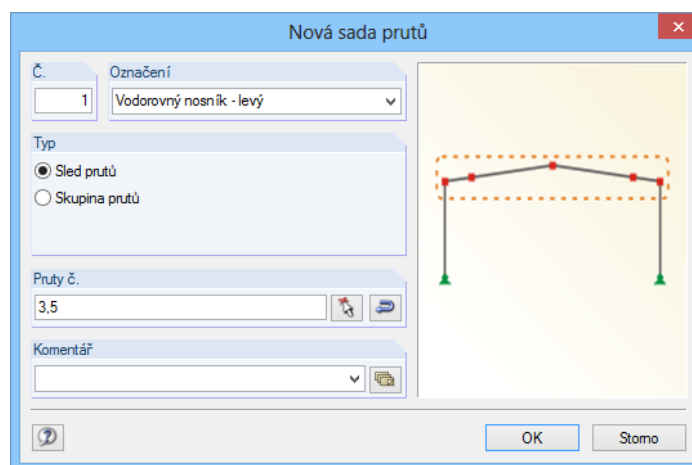 Nová sada prutů
Č.
Označení
1
Vodorovný nosník - levý
Typ
Sled prutů
Skupina prutů
Pruty č.
3,5
Komentář
OK
Storno